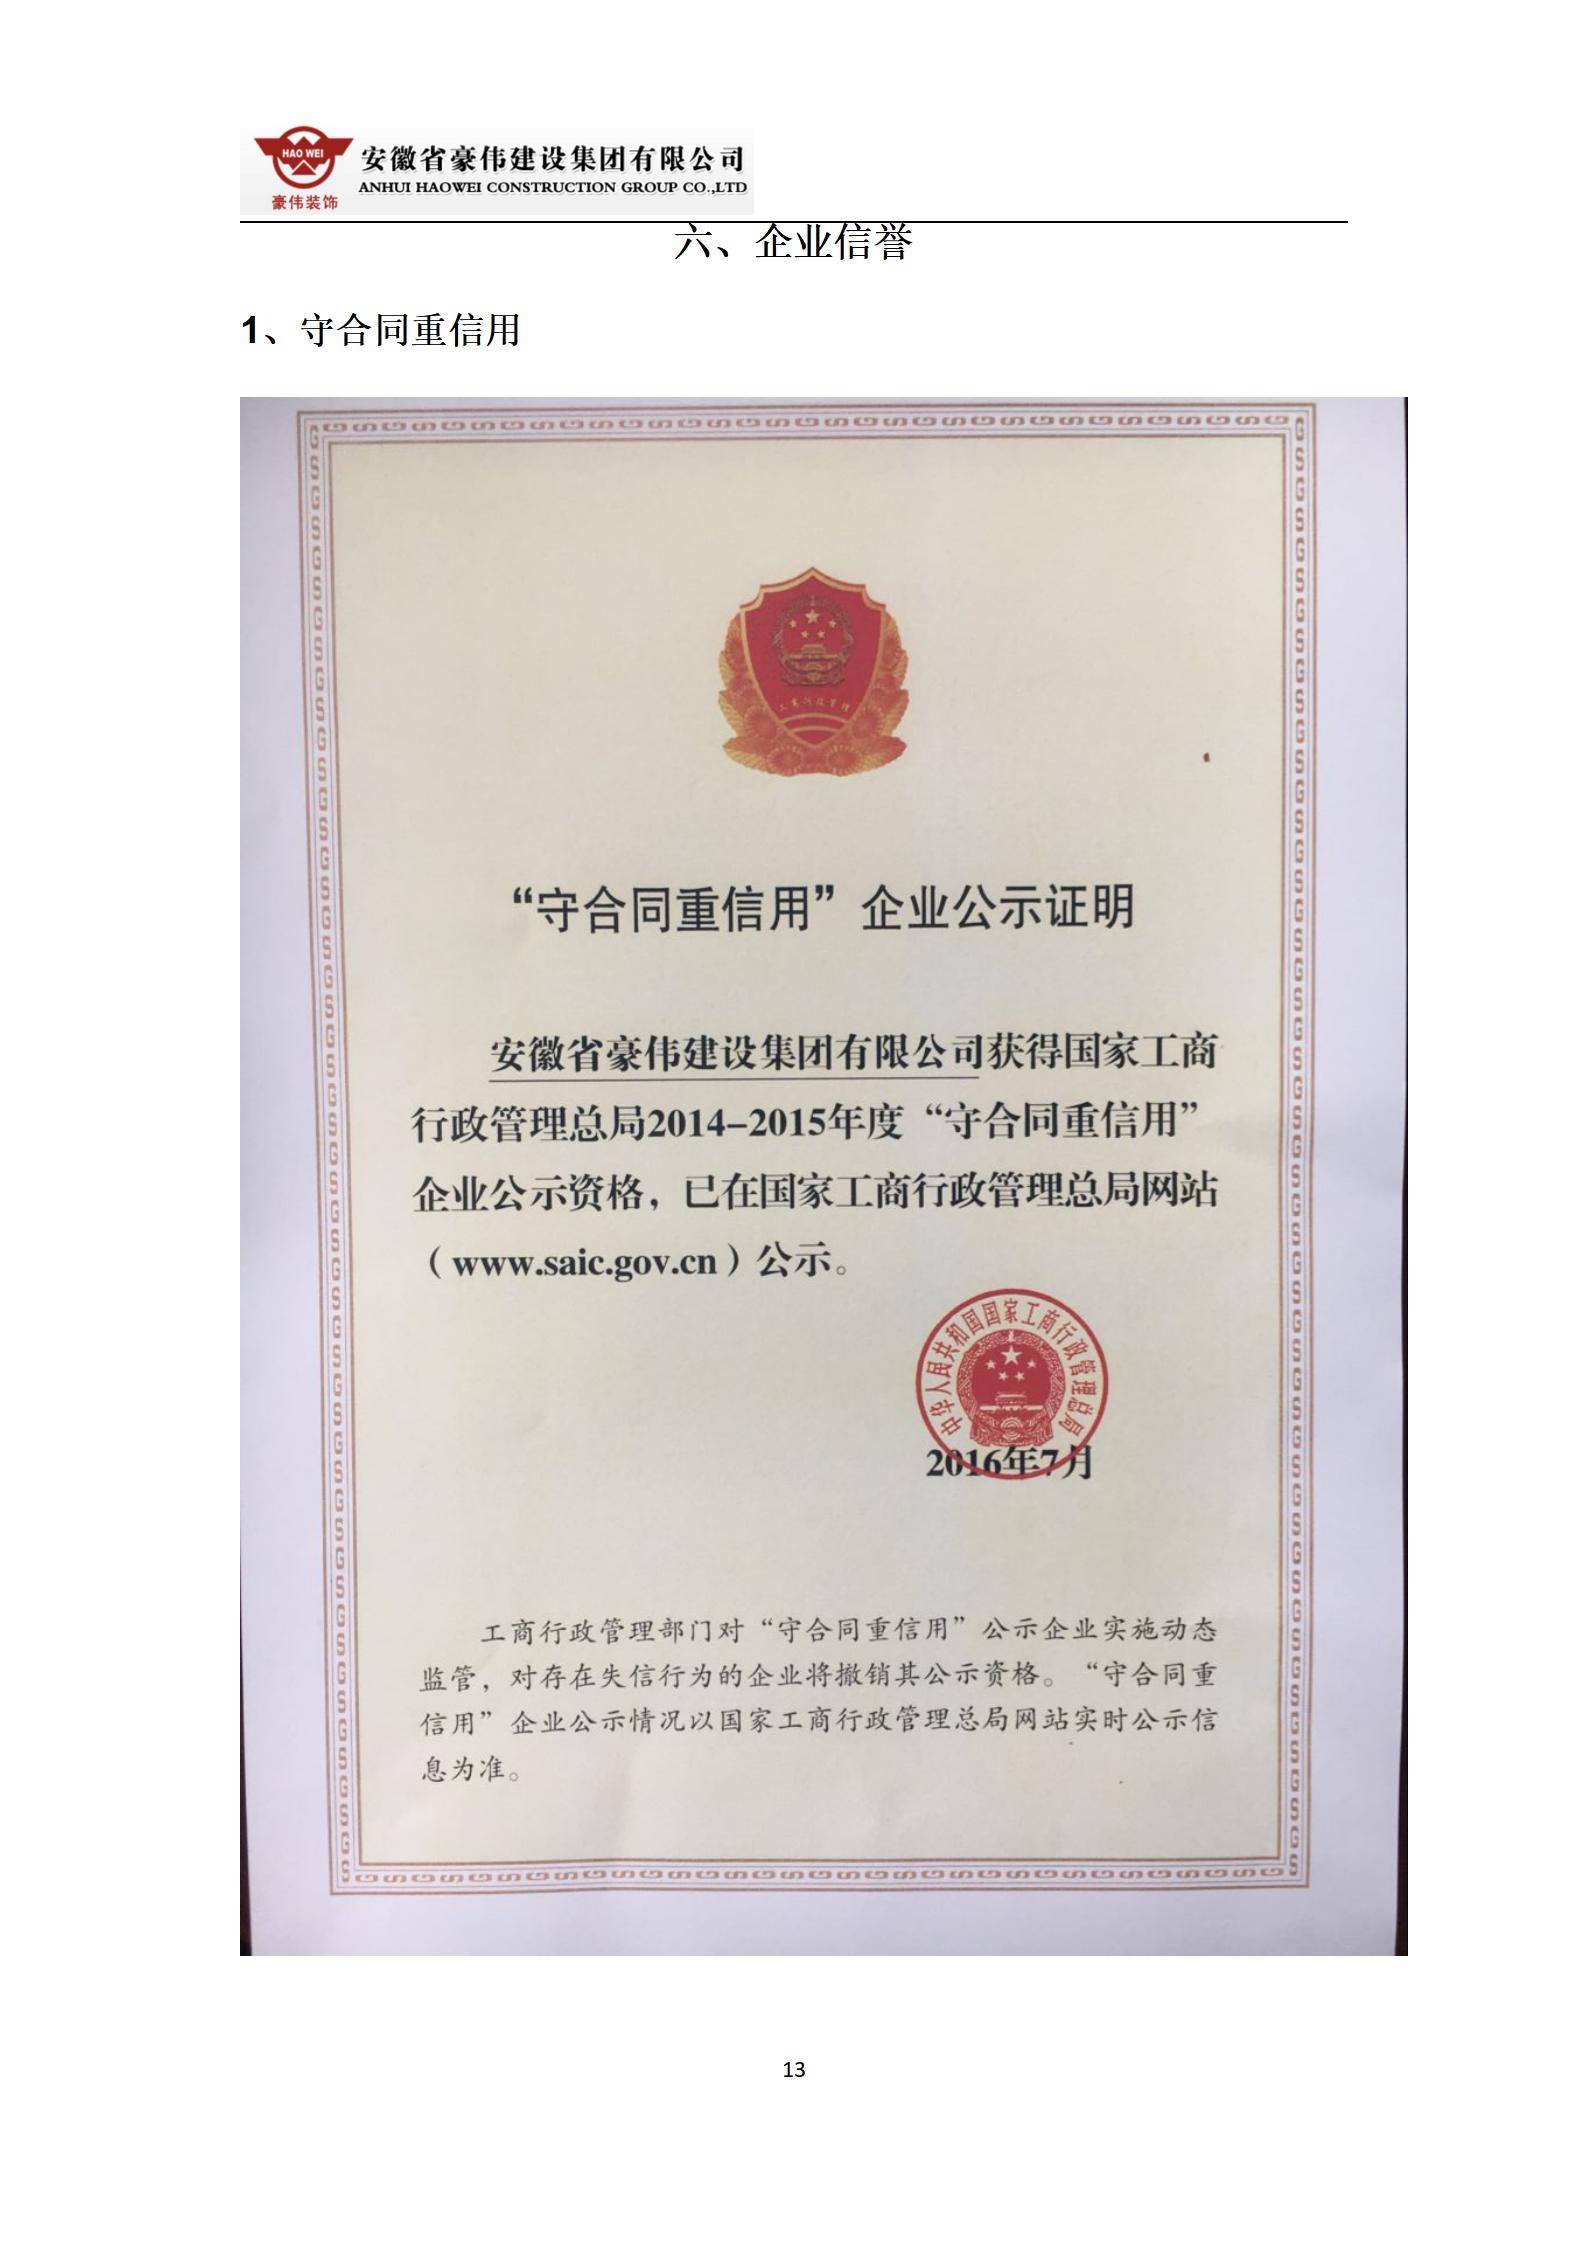 HAO WEI
豪伟装饰
安徽省豪伟建设集团有限公司
ANHUI HAOWEI CONSTRUCTION GROUP CO.,LTD
六、企业信誉
1、守合同重信用
工商行政管理
“守合同重信用”企业公示证明
安徽省豪伟建设集团有限公司获得国家工商
行政管理总局2014-2015年度“守合同重信用”
企业公示资格，已在国家工商行政管理总局网站
（www.saic.gov.cn）公示。
中华人民共和国国家工商行政管理总局
2016年7月
工商行政管理部门对“守合同重信用”公示企业实施动态
监管，对存在失信行为的企业将撤销其公示资格。“守合同重
信用”企业公示情况以国家工商行政管理总局网站实时公示信
息为准。
13